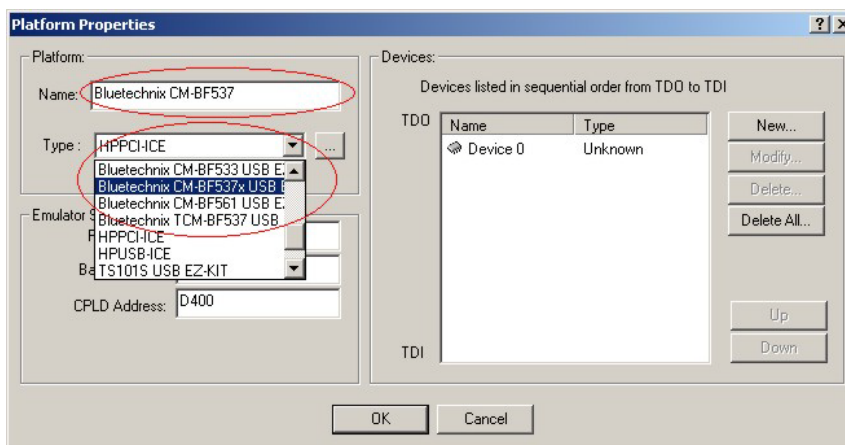 Platform Properties
Platform:
Name: Bluetechnix CM-BF537
Type : HPPCI-ICE ...
Bluetechnix CM-BF533 USB EZ
Bluetechnix CM-BF537x USB
Bluetechnix CM-BF561 USB EZ
Bluetechnix TCM-BF537 USB
HPPCI-ICE
HPUSB-ICE
TS101S USB EZ-KIT
Emulator
CPLD Address: D400
Devices:
Devices listed in sequential order from TDO to TDI
TDO
Name Type
Device 0 Unknown
TDI
New...
Modify...
Delete...
Delete All...
Up
Down
OK Cancel